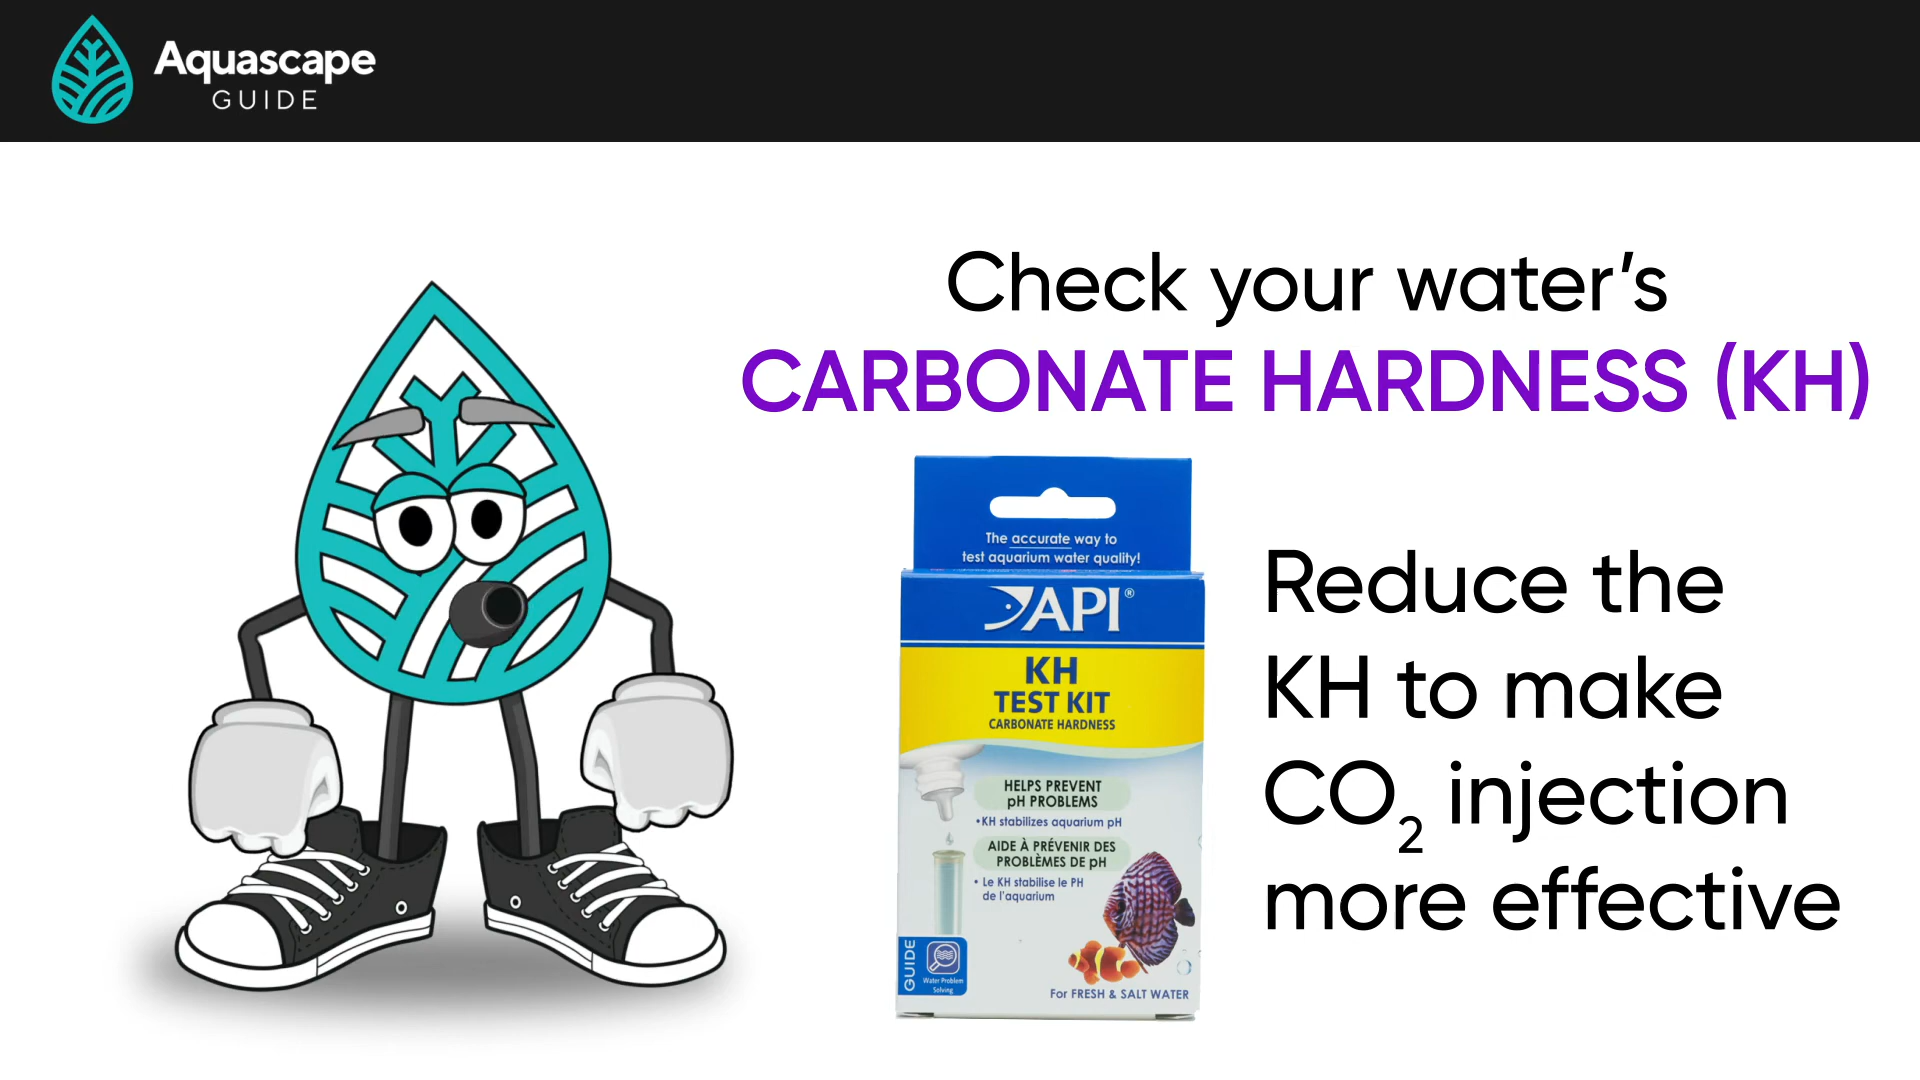 Aquascape
GUIDE
Check your water’s
CARBONATE HARDNESS (KH)
The accurate way to
test aquarium water quality!
API®
KH
TEST KIT
CARBONATE HARDNESS
HELPS PREVENT
pH PROBLEMS
•KH stabilizes aquarium pH
AIDE À PRÉVENIR DES
PROBLÈMES DE pH
• Le KH stabilise le PH
de l'aquarium
GUIDE
Water Problem
Solving
For FRESH & SALT WATER
Reduce the
KH to make
CO₂ injection
more effective